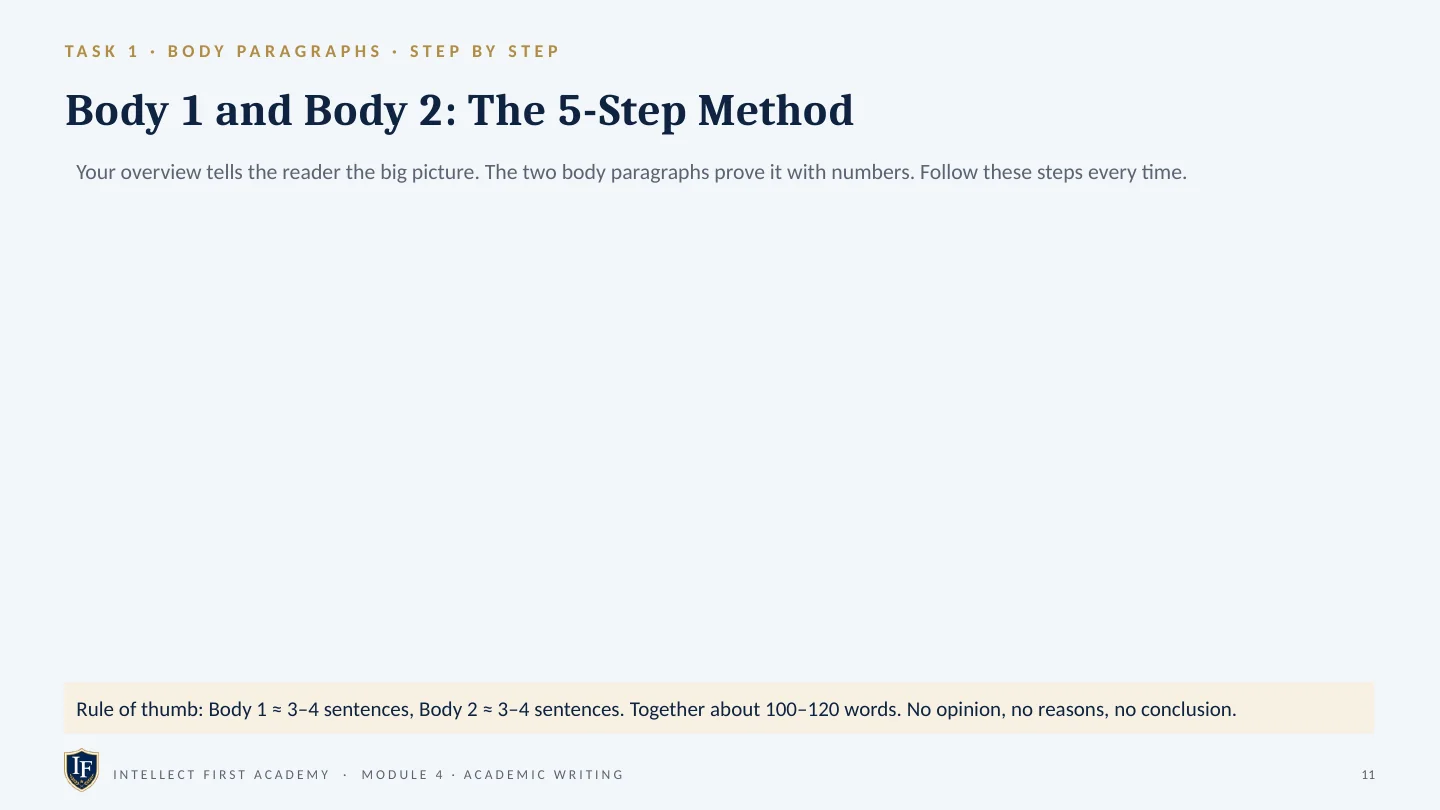 TASK 1 · BODY PARAGRAPHS · STEP BY STEP
Body 1 and Body 2: The 5-Step Method
Your overview tells the reader the big picture. The two body paragraphs prove it with numbers. Follow these steps every time.
Rule of thumb: Body 1 ≈ 3–4 sentences, Body 2 ≈ 3–4 sentences. Together about 100–120 words. No opinion, no reasons, no conclusion.
IF
INTELLECT FIRST ACADEMY · MODULE 4 · ACADEMIC WRITING
11